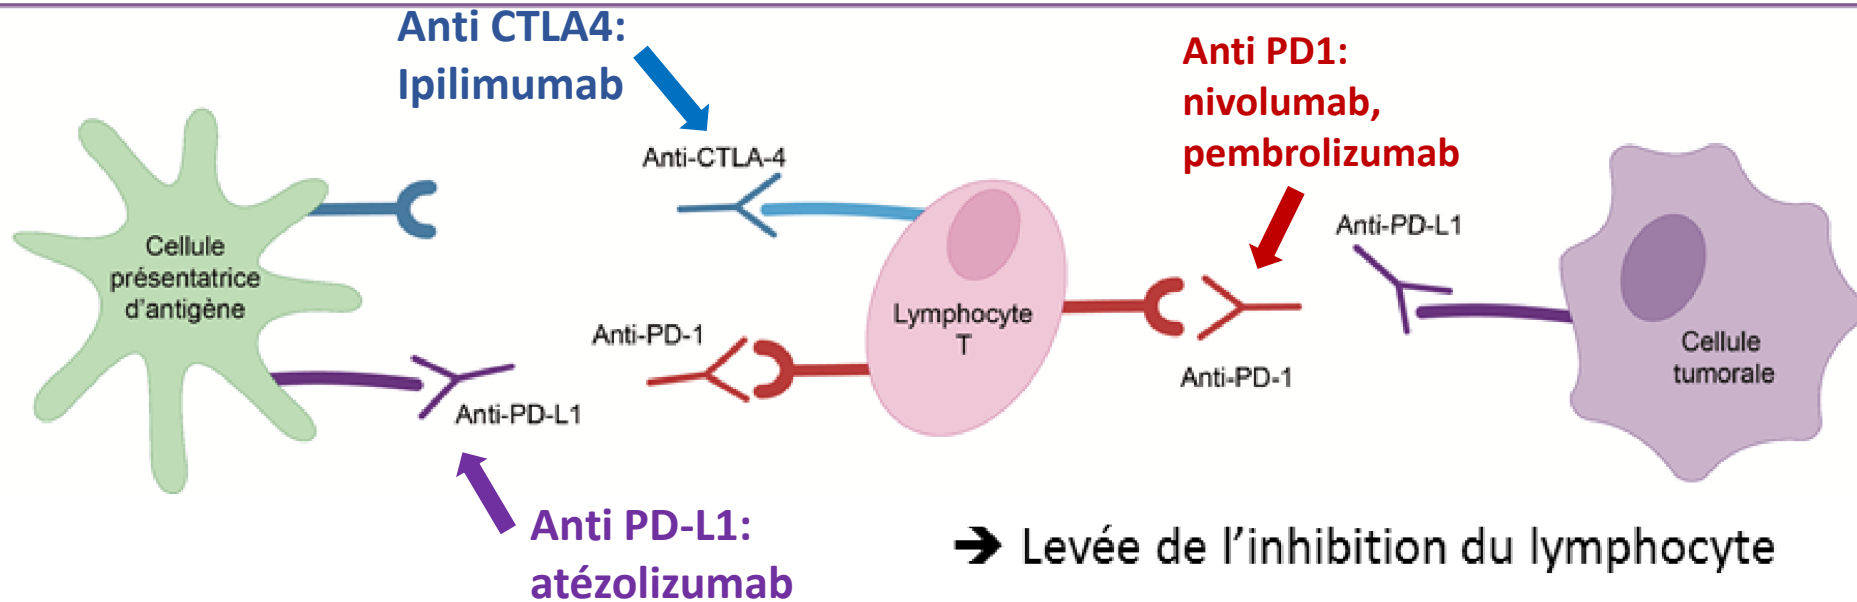 Anti CTLA4:
Ipilimumab
Anti PD1:
nivolumab,
pembrolizumab
Anti-CTLA-4
Anti-PD-L1
Cellule
présentatrice
d'antigène
Lymphocyte
T
Anti-PD-1
Anti-PD-1
Cellule
tumorale
Anti-PD-L1
Anti PD-L1:
atézolizumab
➔ Levée de l'inhibition du lymphocyte